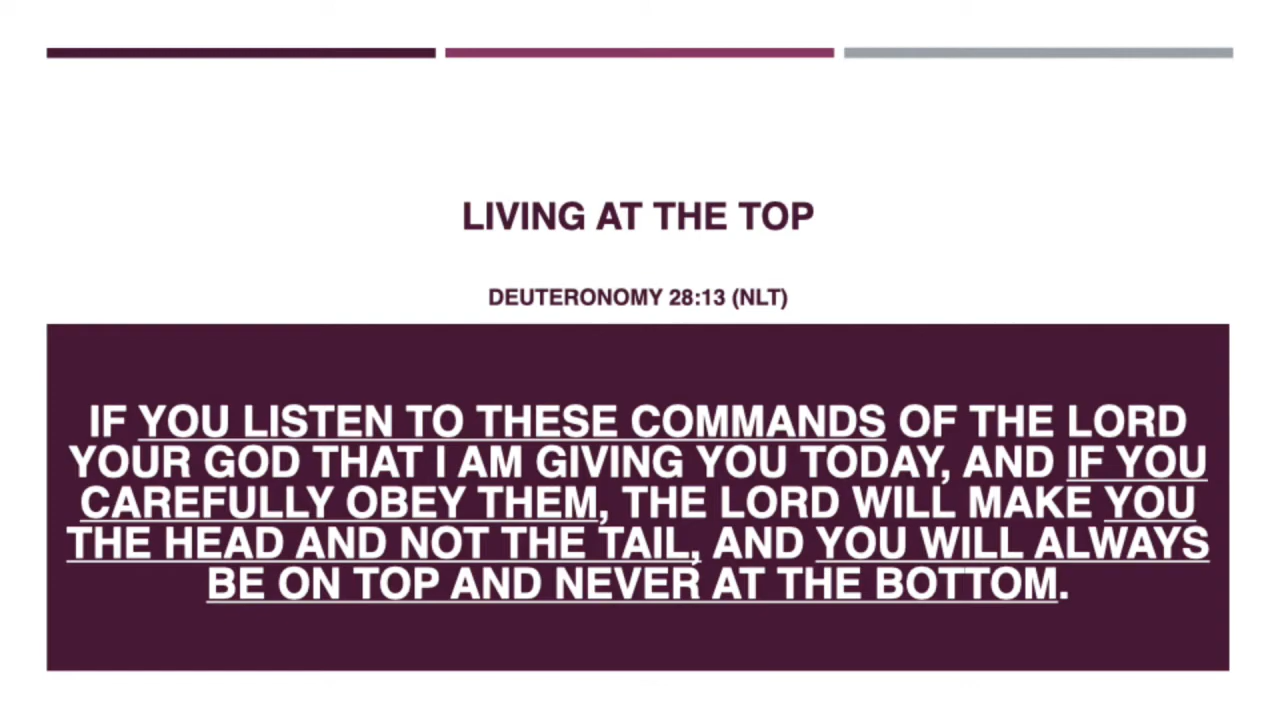 LIVING AT THE TOP
DEUTERONOMY 28:13 (NLT)
IF YOU LISTEN TO THESE COMMANDS OF THE LORD
YOUR GOD THAT I AM GIVING YOU TODAY, AND IF YOU
CAREFULLY OBEY THEM, THE LORD WILL MAKE YOU
THE HEAD AND NOT THE TAIL, AND YOU WILL ALWAYS
BE ON TOP AND NEVER AT THE BOTTOM.